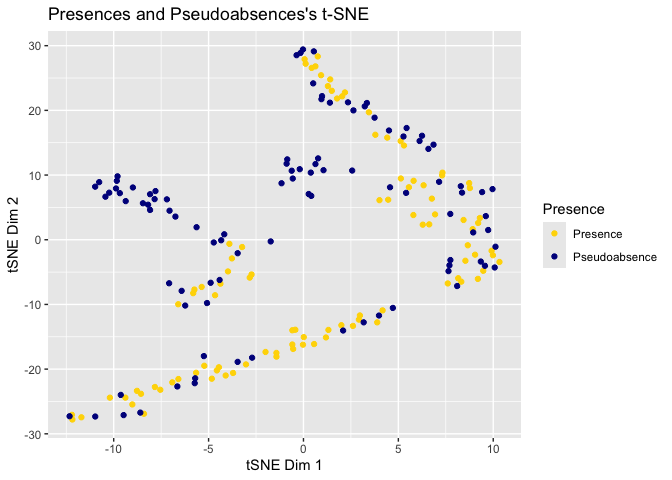 Presences and Pseudoabsences's t-SNE
30
20
10
0
-10
-20
-30
tSNE Dim 2
-10
-5
0
5
10
tSNE Dim 1
Presence
Presence
Pseudoabsence